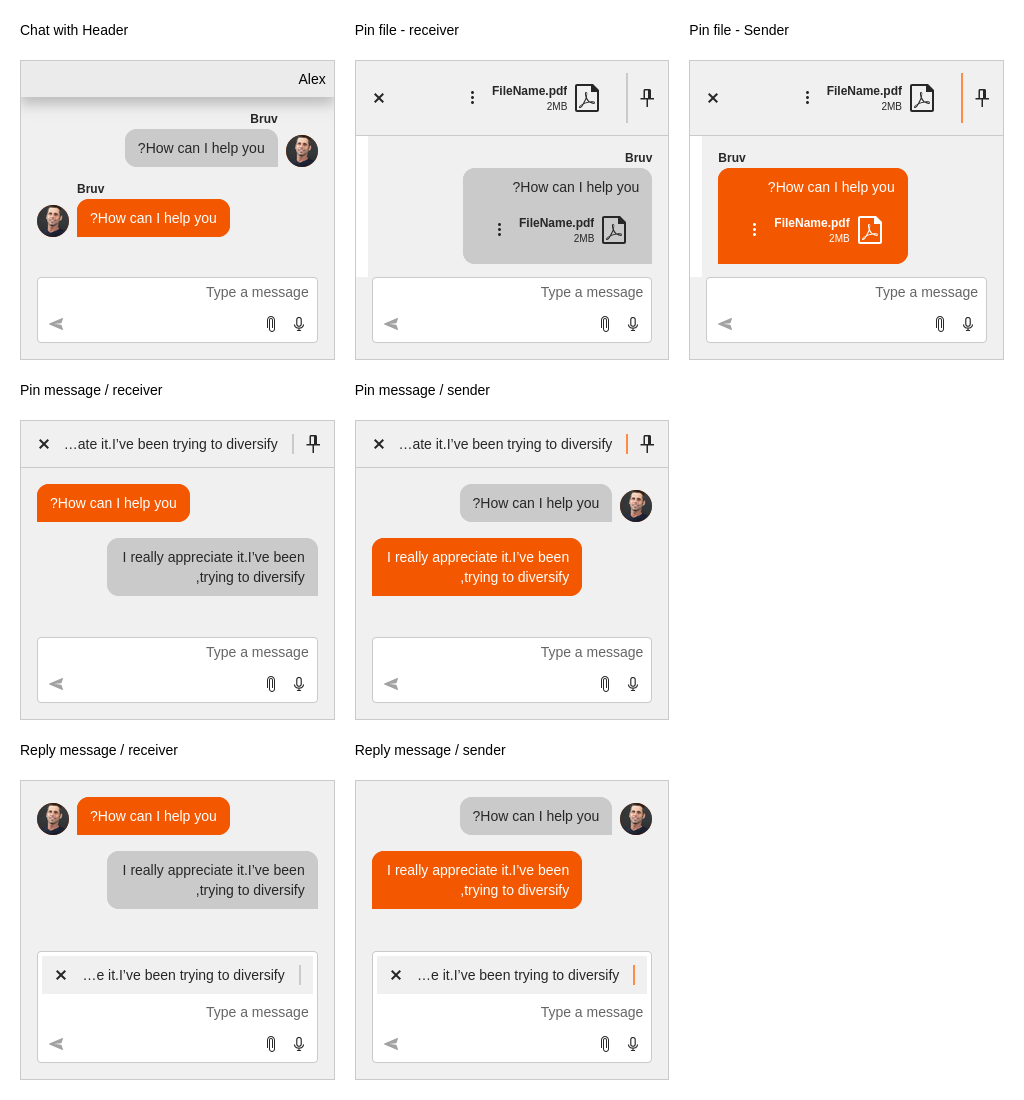 Chat with Header
Pin file - receiver
Pin file - Sender
Alex
Bruv
?How can I help you
Bruv
?How can I help you
Type a message
FileName.pdf
2MB
Bruv
?How can I help you
FileName.pdf
2MB
Type a message
FileName.pdf
2MB
Bruv
?How can I help you
FileName.pdf
2MB
Type a message
Pin message / receiver
Pin message / sender
…ate it.I’ve been trying to diversify
?How can I help you
I really appreciate it.I’ve been
,trying to diversify
Type a message
…ate it.I’ve been trying to diversify
?How can I help you
I really appreciate it.I’ve been
,trying to diversify
Type a message
Reply message / receiver
Reply message / sender
?How can I help you
I really appreciate it.I’ve been
,trying to diversify
…e it.I’ve been trying to diversify
Type a message
?How can I help you
I really appreciate it.I’ve been
,trying to diversify
…e it.I’ve been trying to diversify
Type a message